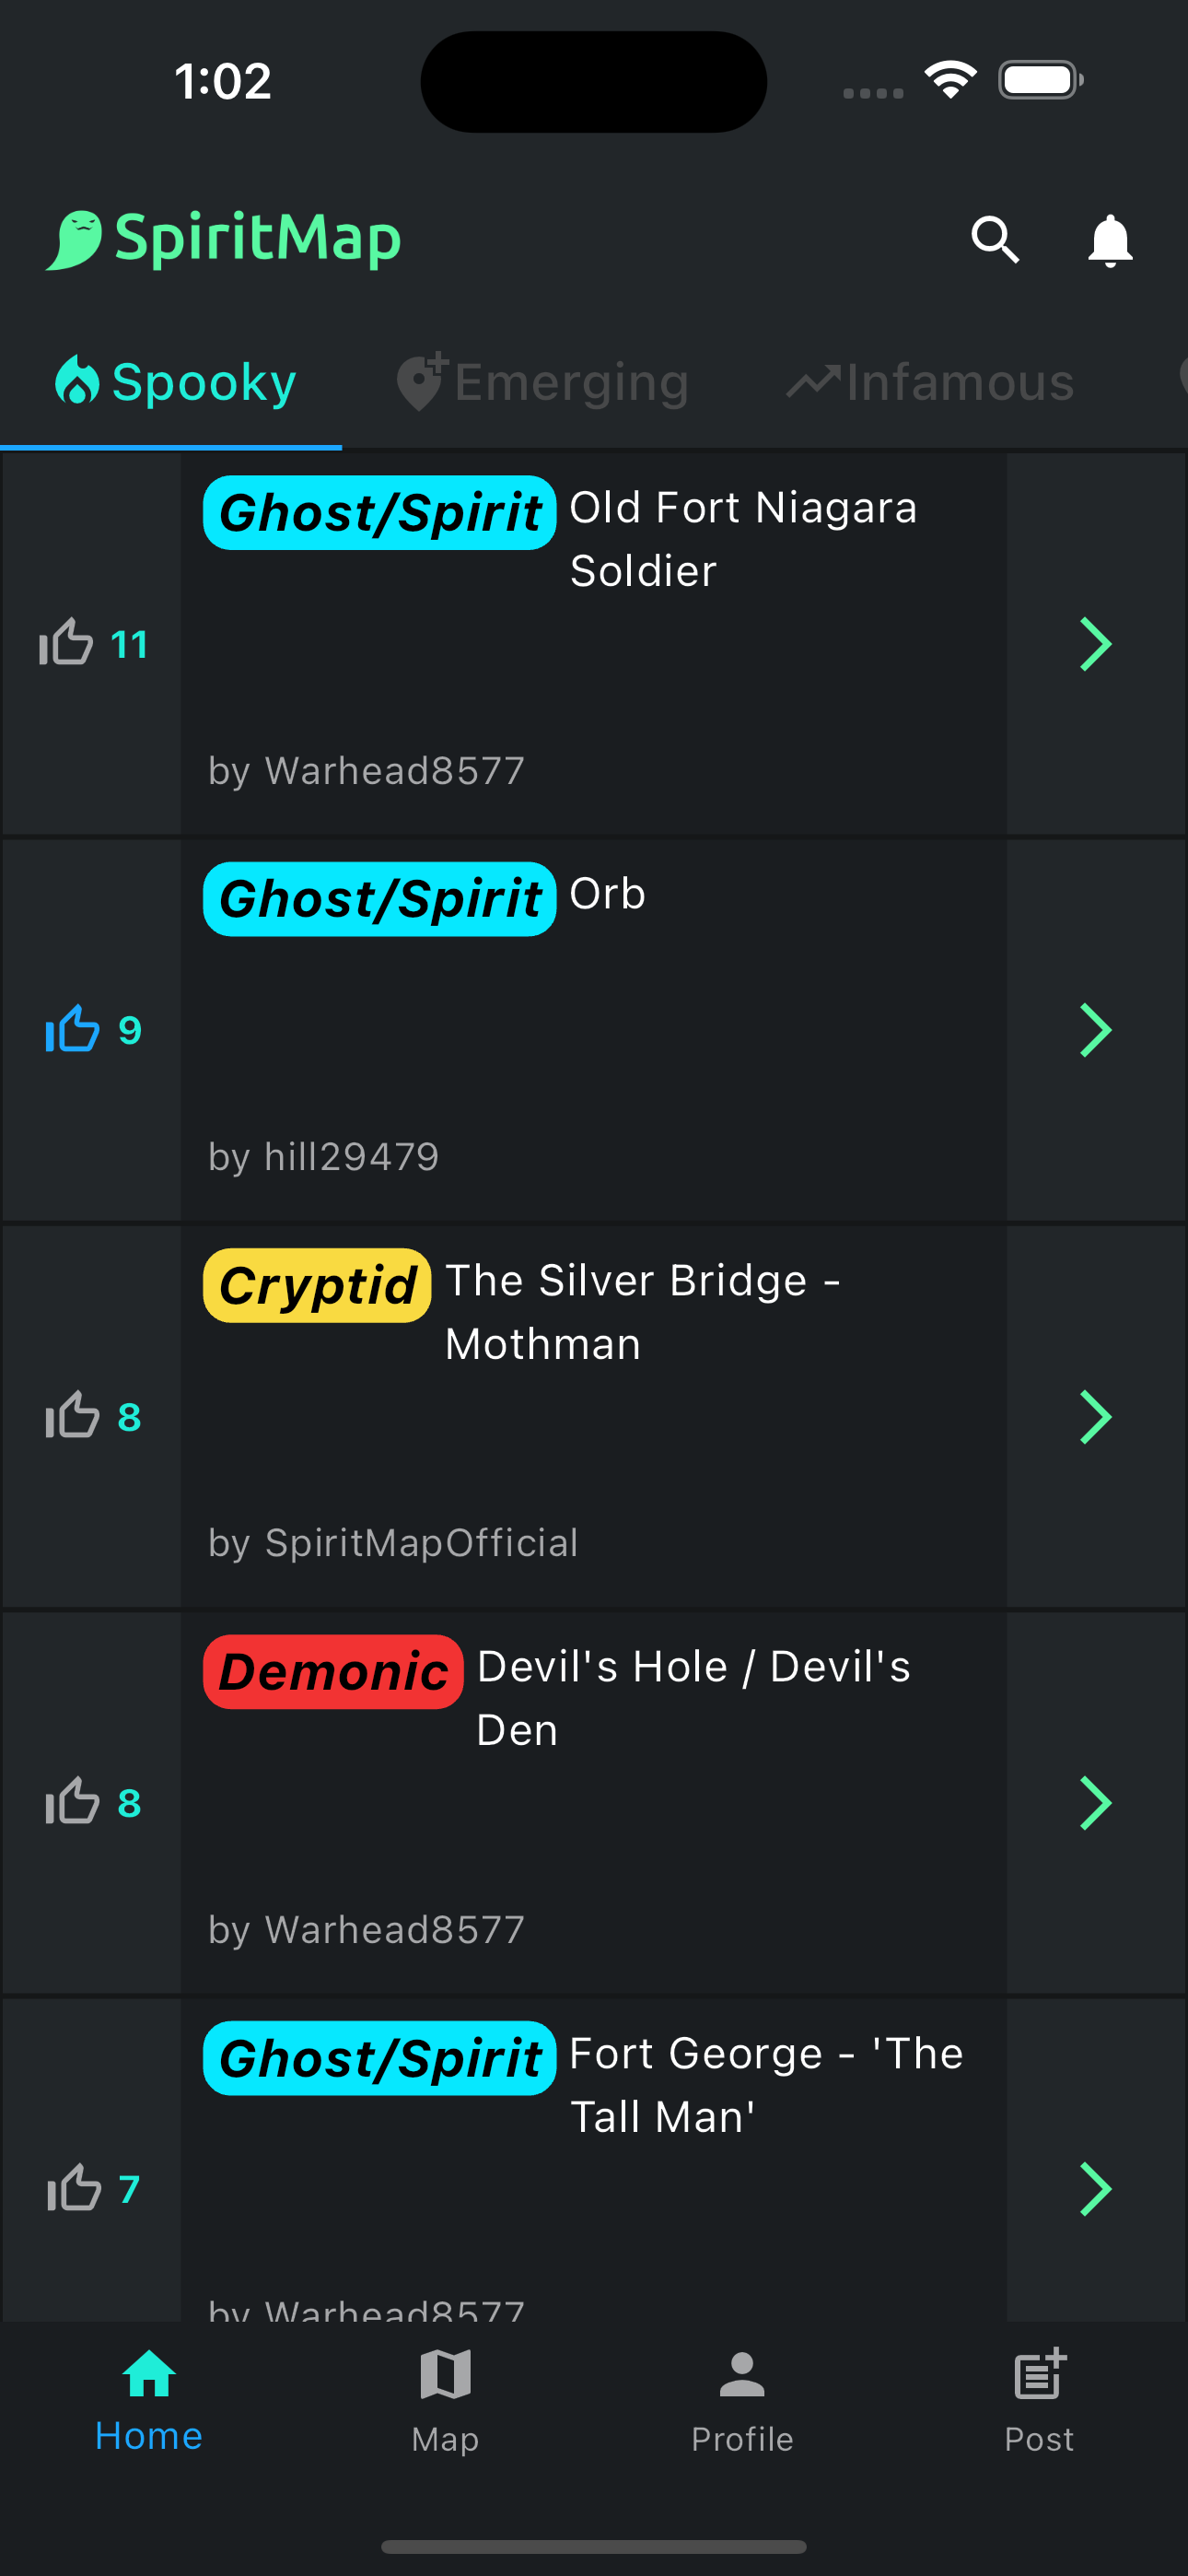 1:02
SpiritMap
Spooky Emerging Infamous
Ghost/Spirit Old Fort Niagara
Soldier
11
by Warhead8577
Ghost/Spirit Orb
9
by hill29479
Cryptid The Silver Bridge -
Mothman
8
by SpiritMapOfficial
Demonic Devil's Hole / Devil's
Den
8
by Warhead8577
Ghost/Spirit Fort George - 'The
Tall Man'
7
by Warhead8577
Home Map Profile Post